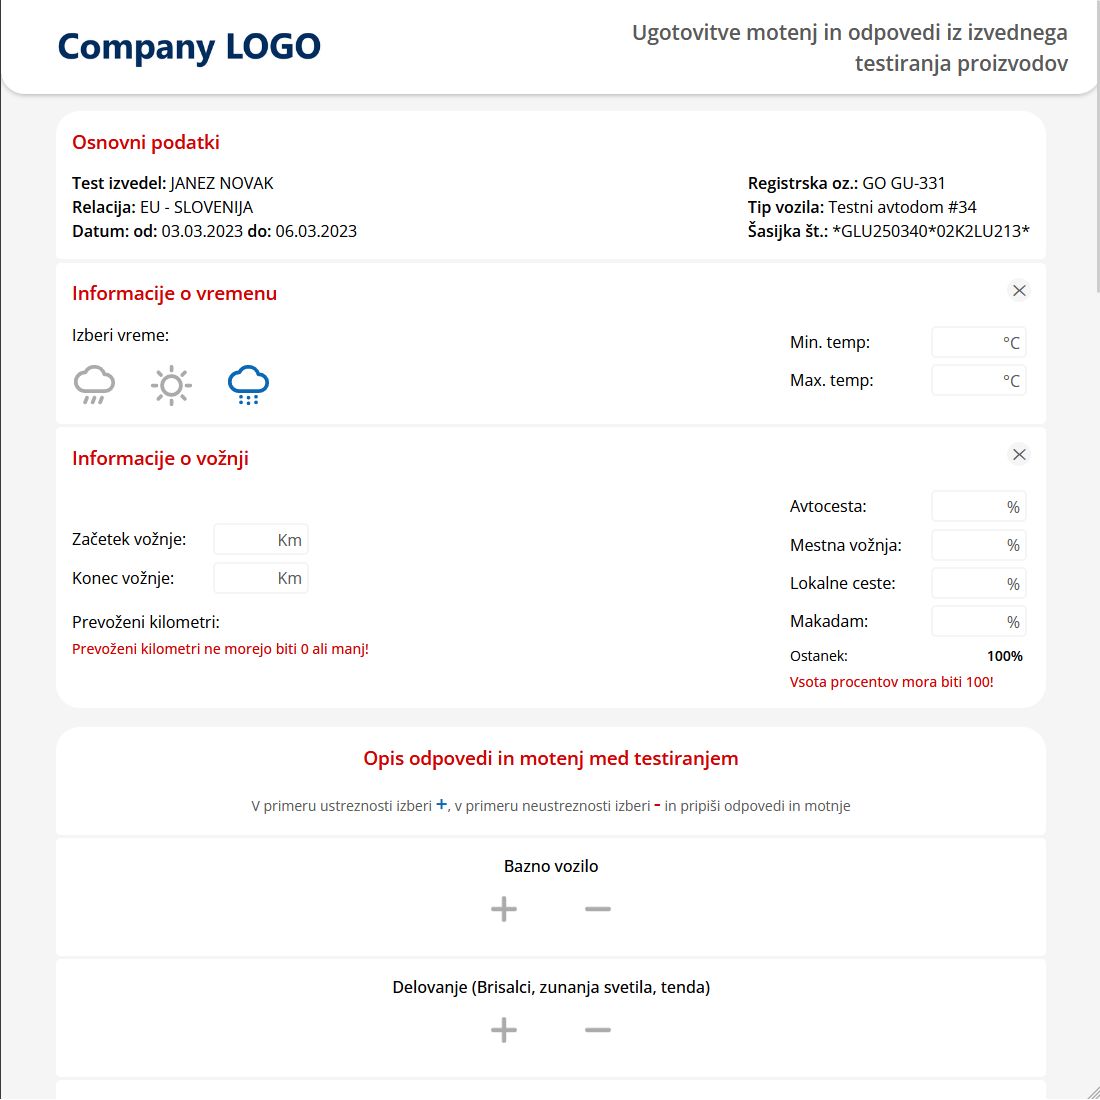 Company LOGO
Ugotovitve motenj in odpovedi iz izvednega
testiranja proizvodov
Osnovni podatki
Test izvedel: JANEZ NOVAK
Relacija: EU - SLOVENIJA
Datum: od: 03.03.2023 do: 06.03.2023
Registrska oz.: GO GU-331
Tip vozila: Testni avtodom #34
Šasijka št.: *GLU250340*02K2LU213*
Informacije o vremenu
Izberi vreme:
Min. temp: °C
Max. temp: °C
Informacije o vožnji
Začetek vožnje: Km
Konec vožnje: Km
Prevoženi kilometri:
Prevoženi kilometri ne morejo biti 0 ali manj!
Avtocesta: %
Mestna vožnja: %
Lokalne ceste: %
Makadam: %
Ostanek: 100%
Vsota procentov mora biti 100!
Opis odpovedi in motenj med testiranjem
V primeru ustreznosti izberi +, v primeru neustreznosti izberi - in pripiši odpovedi in motnje
Bazno vozilo
Delovanje (Brisalci, zunanja svetila, tenda)